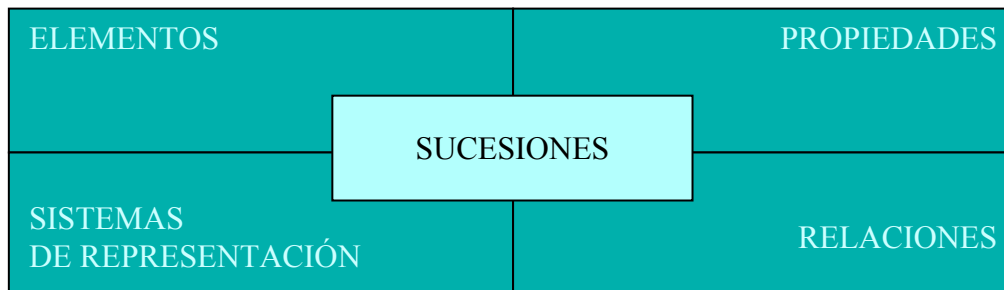 ELEMENTOS
PROPIEDADES
SUCESIONES
SISTEMAS
DE REPRESENTACIÓN
RELACIONES